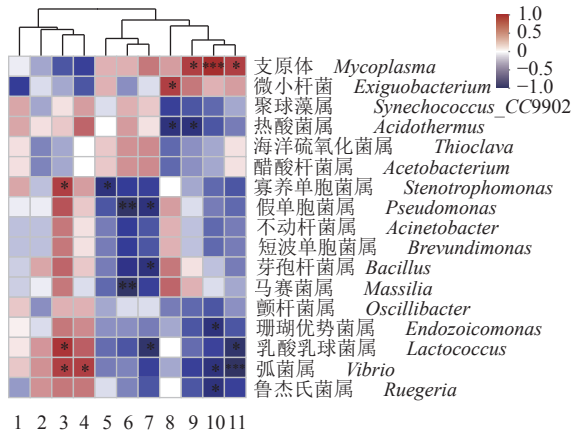 1.0
0.5
0
−0.5
−1.0
支原体 Mycoplasma
微小杆菌 Exiguobacterium
聚球藻属 Synechococcus_CC9902
热酸菌属 Acidothermus
海洋硫氧化菌属 Thioclava
醋酸杆菌属 Acetobacterium
寡养单胞菌属 Stenotrophomonas
假单胞菌属 Pseudomonas
不动杆菌属 Acinetobacter
短波单胞菌属 Brevundimonas
芽孢杆菌属 Bacillus
马赛菌属 Massilia
颤杆菌属 Oscillibacter
珊瑚优势菌属 Endozoicomonas
乳酸乳球菌属 Lactococcus
弧菌属 Vibrio
鲁杰氏菌属 Ruegeria
1 2 3 4 5 6 7 8 9 10 11